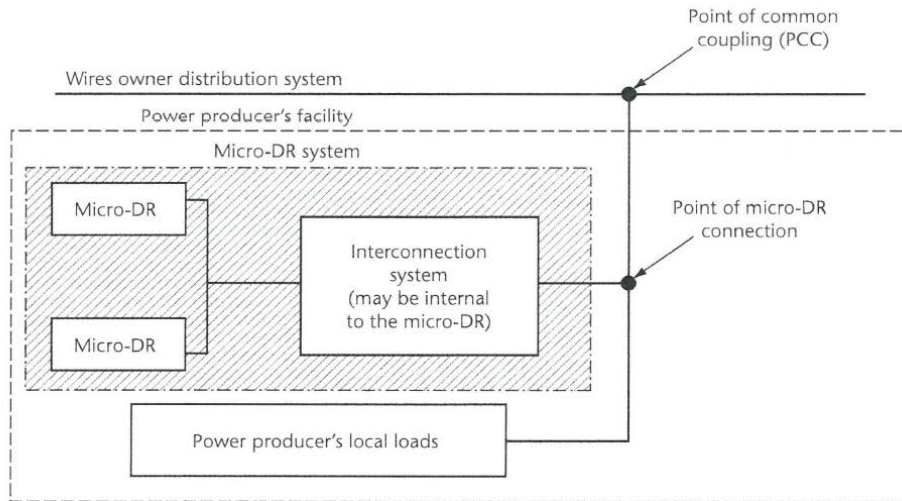 Point of common
coupling (PCC)
Wires owner distribution system
Power producer's facility
Micro-DR system
Micro-DR
Interconnection
system
(may be internal
to the micro-DR)
Point of micro-DR
connection
Micro-DR
Power producer's local loads